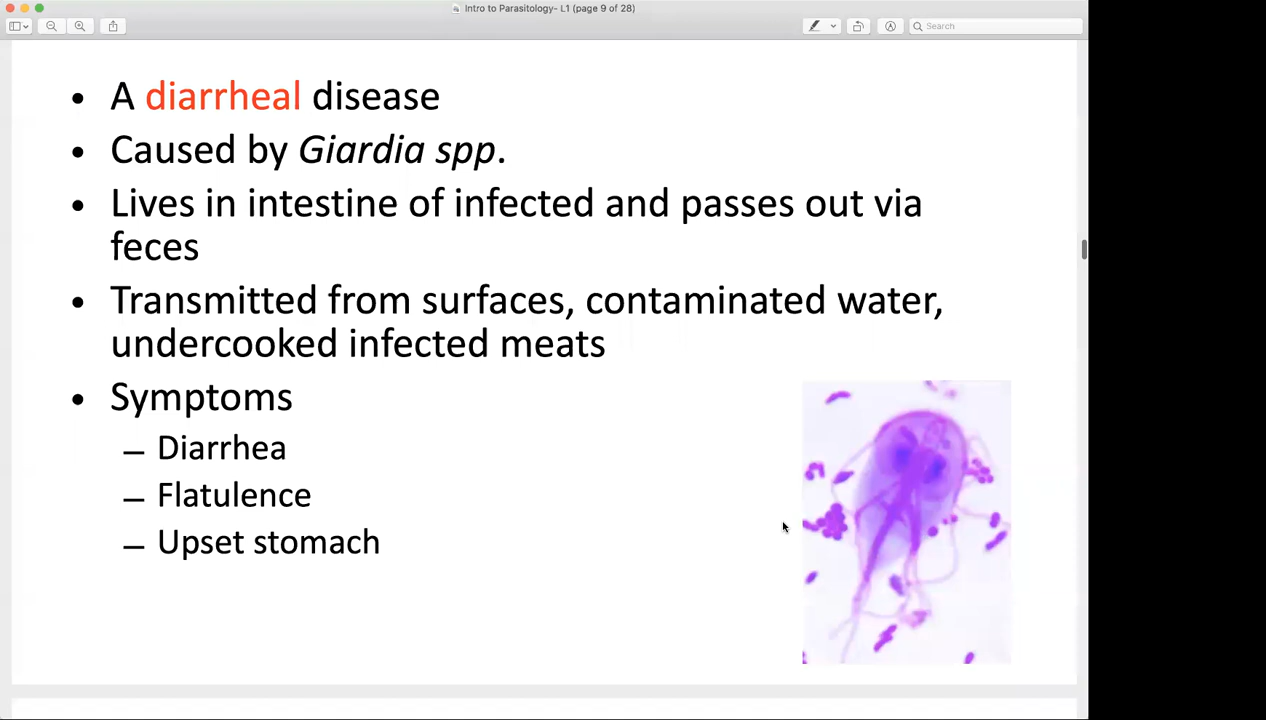 Intro to Parasitology- L1 (page 9 of 28)
Search
• A diarrheal disease
• Caused by Giardia spp.
• Lives in intestine of infected and passes out via
feces
• Transmitted from surfaces, contaminated water,
undercooked infected meats
• Symptoms
– Diarrhea
– Flatulence
– Upset stomach